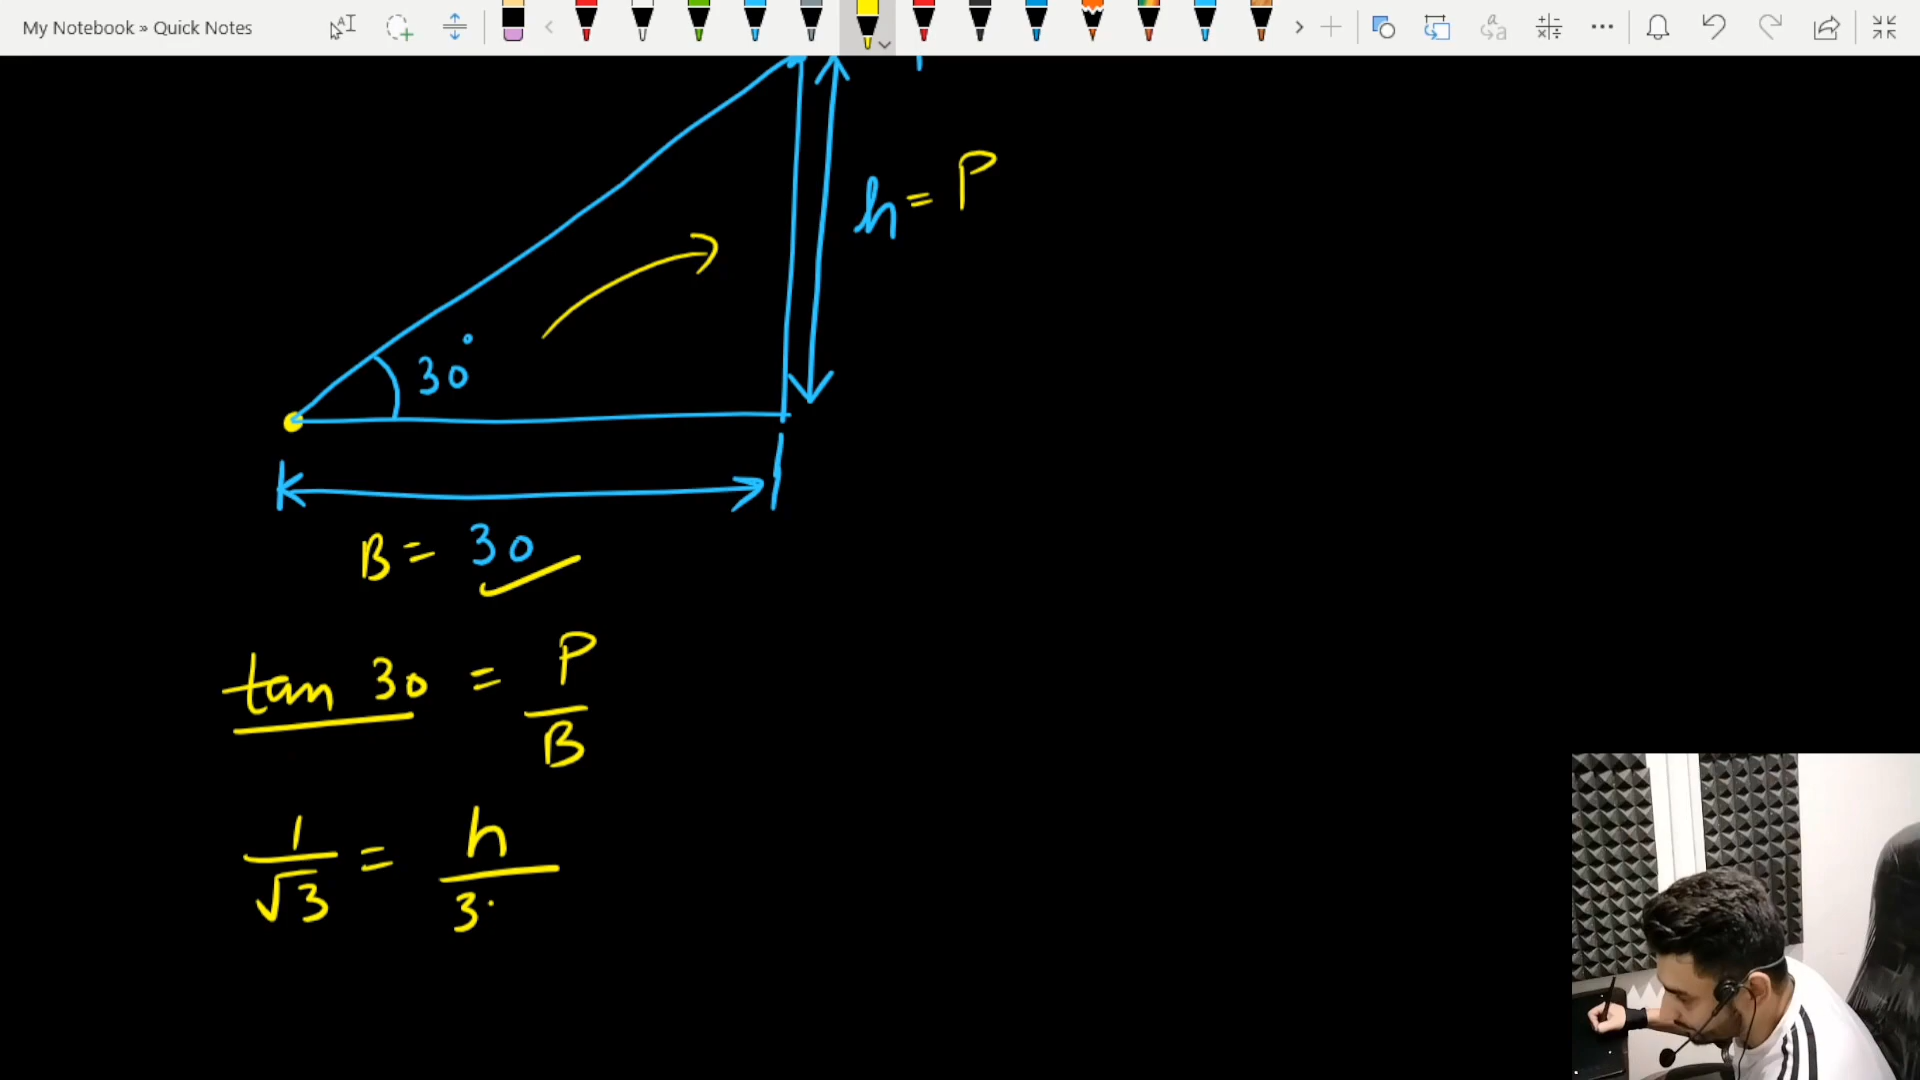 My Notebook » Quick Notes
h = P
30°
B = 30
tan 30 = P/B
1/√3 = h/3